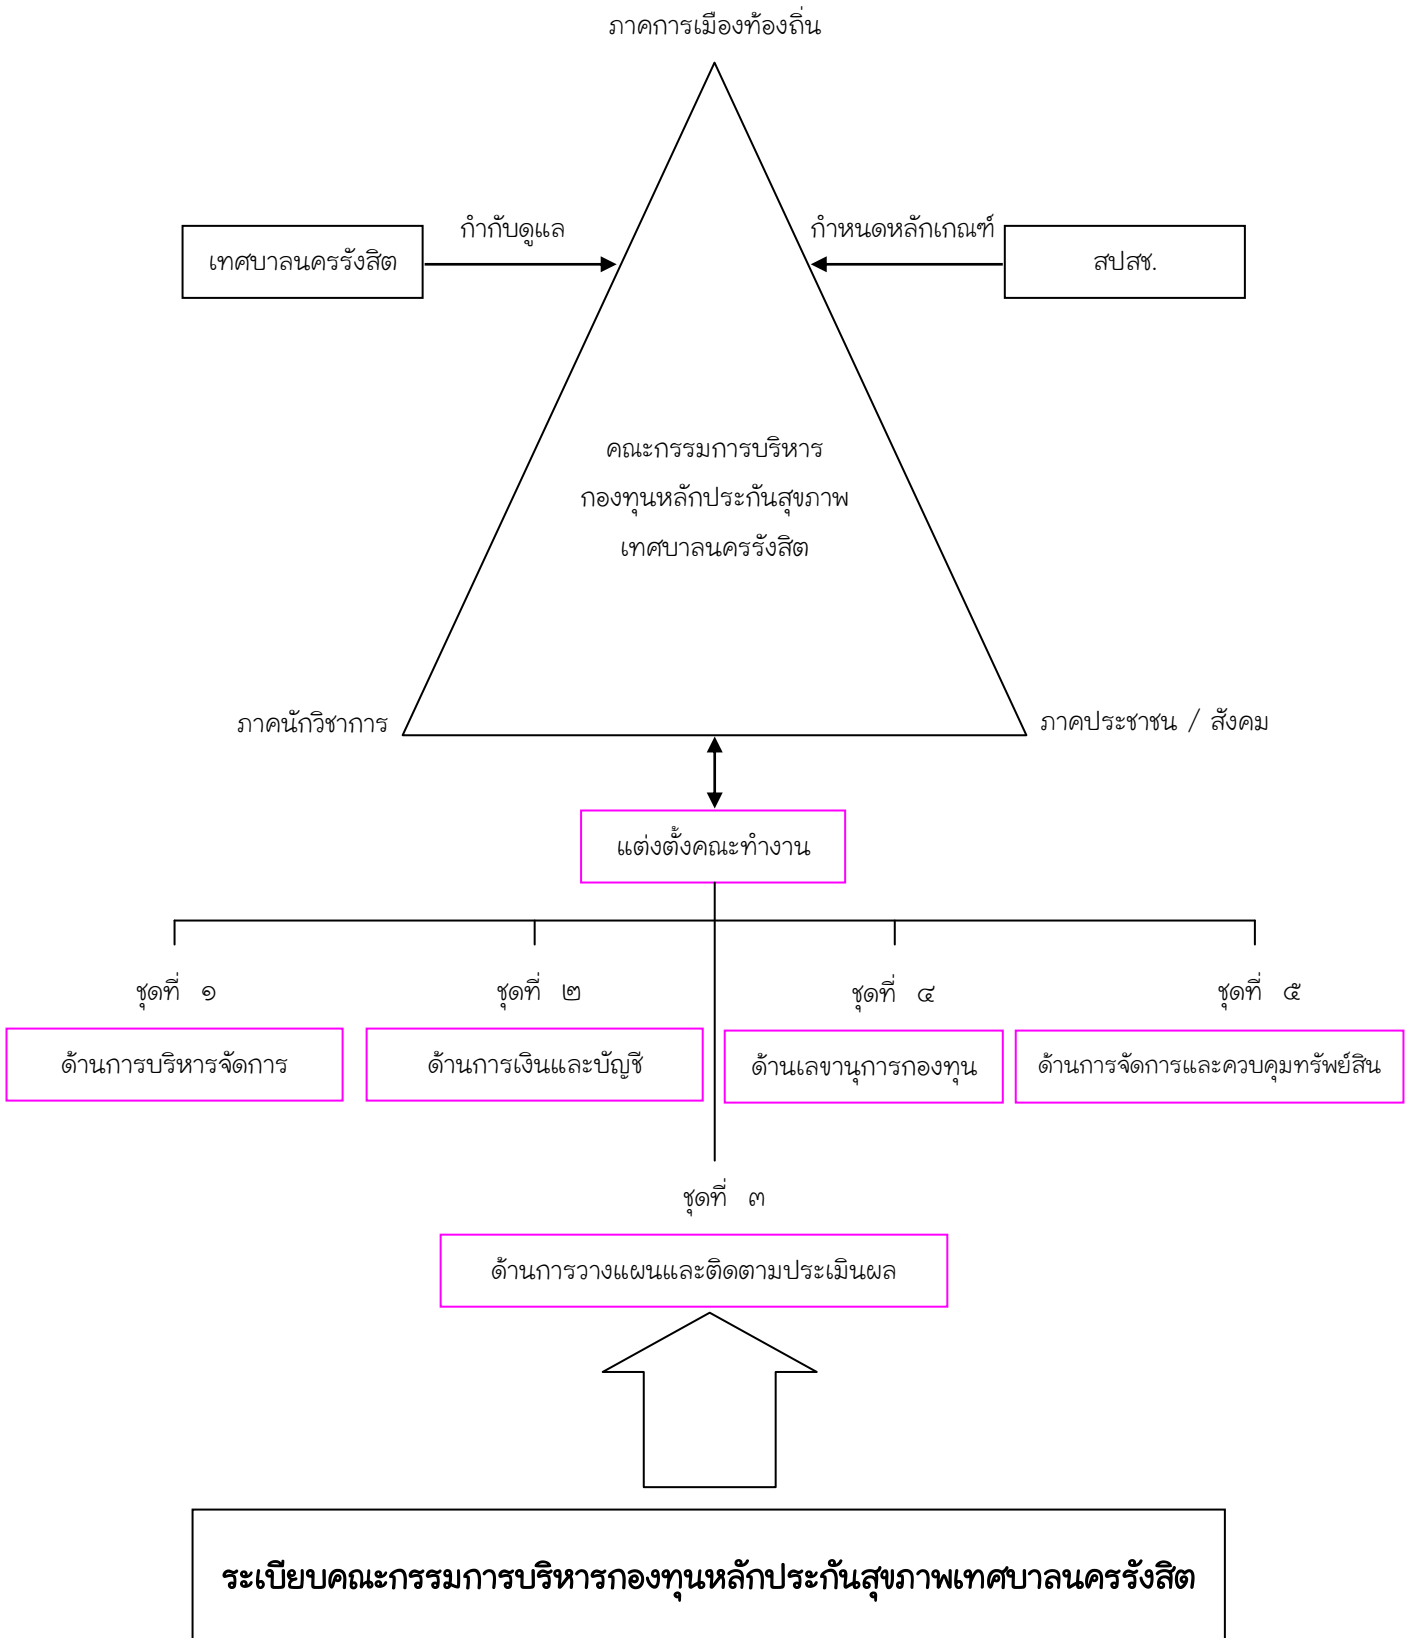 ภาคการเมืองท้องถิ่น
กำกับดูแล
กำหนดหลักเกณฑ์
เทศบาลนครรังสิต
สปสช.
คณะกรรมการบริหาร
กองทุนหลักประกันสุขภาพ
เทศบาลนครรังสิต
ภาคนักวิชาการ
ภาคประชาชน / สังคม
แต่งตั้งคณะทำงาน
ชุดที่ ๑
ชุดที่ ๒
ชุดที่ ๔
ชุดที่ ๕
ด้านการบริหารจัดการ
ด้านการเงินและบัญชี
ด้านเลขานุการกองทุน
ด้านการจัดการและควบคุมทรัพย์สิน
ชุดที่ ๓
ด้านการวางแผนและติดตามประเมินผล
ระเบียบคณะกรรมการบริหารกองทุนหลักประกันสุขภาพเทศบาลนครรังสิต